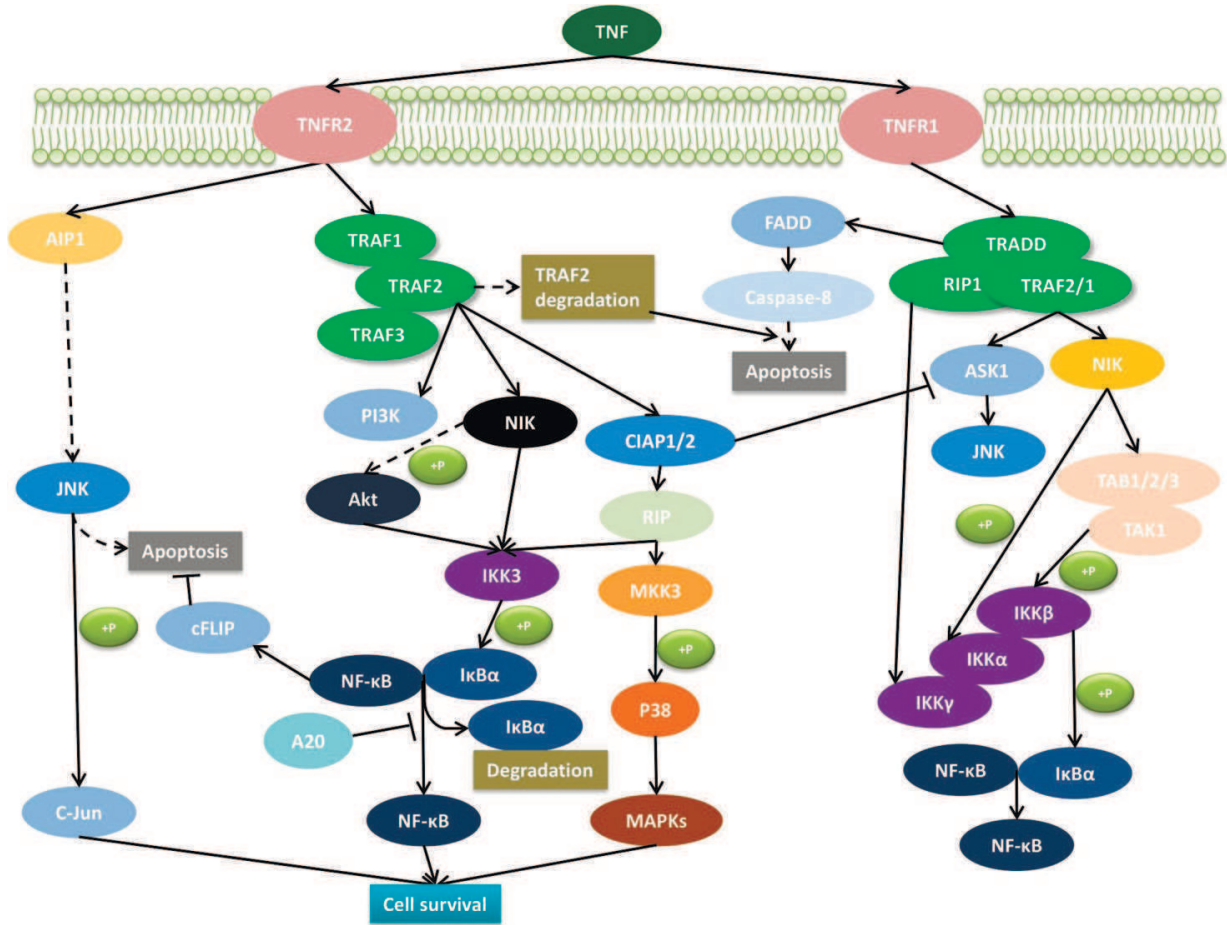 TNF
TNFR2
TNFR1
AIP1
TRAF1
FADD
TRADD
TRAF2
TRAF2
degradation
Caspase-8
RIP1
TRAF2/1
TRAF3
Apoptosis
ASK1
NIK
PI3K
NIK
CIAP1/2
JNK
+P
JNK
Akt
RIP
TAB1/2/3
+P
TAK1
Apoptosis
IKK3
MKK3
+P
cFLIP
+P
+P
IKKβ
+P
IKKα
NF-κB
IκBα
+P
IKKγ
P38
A20
IκBα
Degradation
NF-κB
IκBα
C-Jun
NF-κB
MAPKs
NF-κB
Cell survival